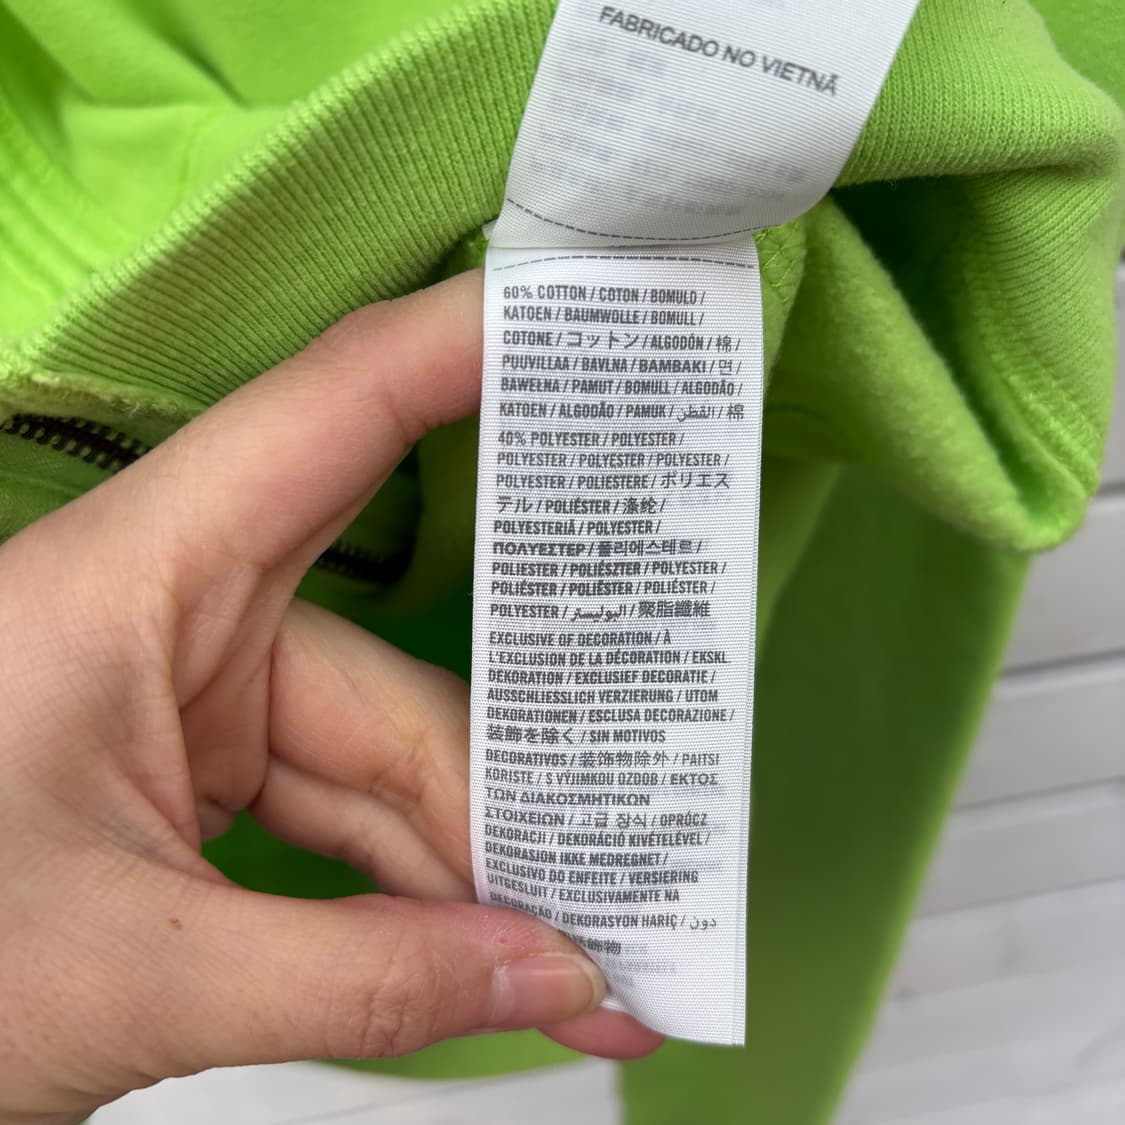 FABRICADO NO VIETNÃ
60% COTTON / COTON / BOMULD /
KATOEN / BAUMWOLLE / BOMULL /
COTONE / コットン / ALGODÓN / 棉 /
POUVILLAA / BAVLNA / BAMBAKI / 면 /
BAWEŁNA / PAMUT / BOMULL / ALGODÃO /
KATOEN / ALGODÃO / PAMUK / القطن / 棉
40% POLYESTER / POLYESTER /
POLYESTER / POLYESTER / POLYESTER /
POLYESTER / POLIESTERE / ポリエス
テル / POLIÉSTER / 涤纶 /
POLYESTERIÄ / POLYESTER /
ΠΟΛΥΕΣΤΕΡ / 폴리에스테르 /
POLIESTER / POLIÉSZTER / POLYESTER /
POLIÉSTER / POLIËSTER / POLIÉSTER /
POLYESTER / البوليستر / 聚脂纖維
EXCLUSIVE OF DECORATION / À
L'EXCLUSION DE LA DÉCORATION / EKSKL.
DEKORATION / EXCLUSIEF DECORATIE /
AUSSCHLIESSLICH VERZIERUNG / UTOM
DEKORATIONEN / ESCLUSA DECORAZIONE /
装飾を除く / SIN MOTIVOS
DECORATIVOS / 装饰物除外 / PAITSI
KORISTE / S VÝJIMKOU OZDOB / ΕΚΤΟΣ
ΤΩΝ ΔΙΑΚΟΣΜΗΤΙΚΩΝ
ΣΤΟΙΧΕΙΩΝ / 고급 장식 / OPRÓCZ
DEKORACJI / DEKORÁCIÓ KIVÉTELÉVEL /
DEKORASJON IKKE MEDREGNET /
EXCLUSIVO DO ENFEITE / VERSIERING
UITGESLUIT / EXCLUSIVAMENTE NA
DECORAÇÃO / DEKORASYON HARİÇ / دون
飾物